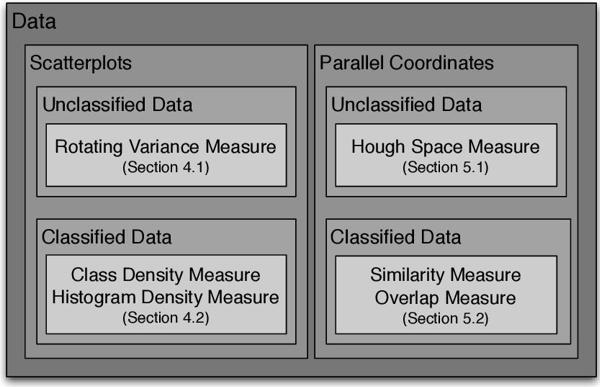 Data
Scatterplots
Unclassified Data
Rotating Variance Measure
(Section 4.1)
Classified Data
Class Density Measure
Histogram Density Measure
(Section 4.2)
Parallel Coordinates
Unclassified Data
Hough Space Measure
(Section 5.1)
Classified Data
Similarity Measure
Overlap Measure
(Section 5.2)